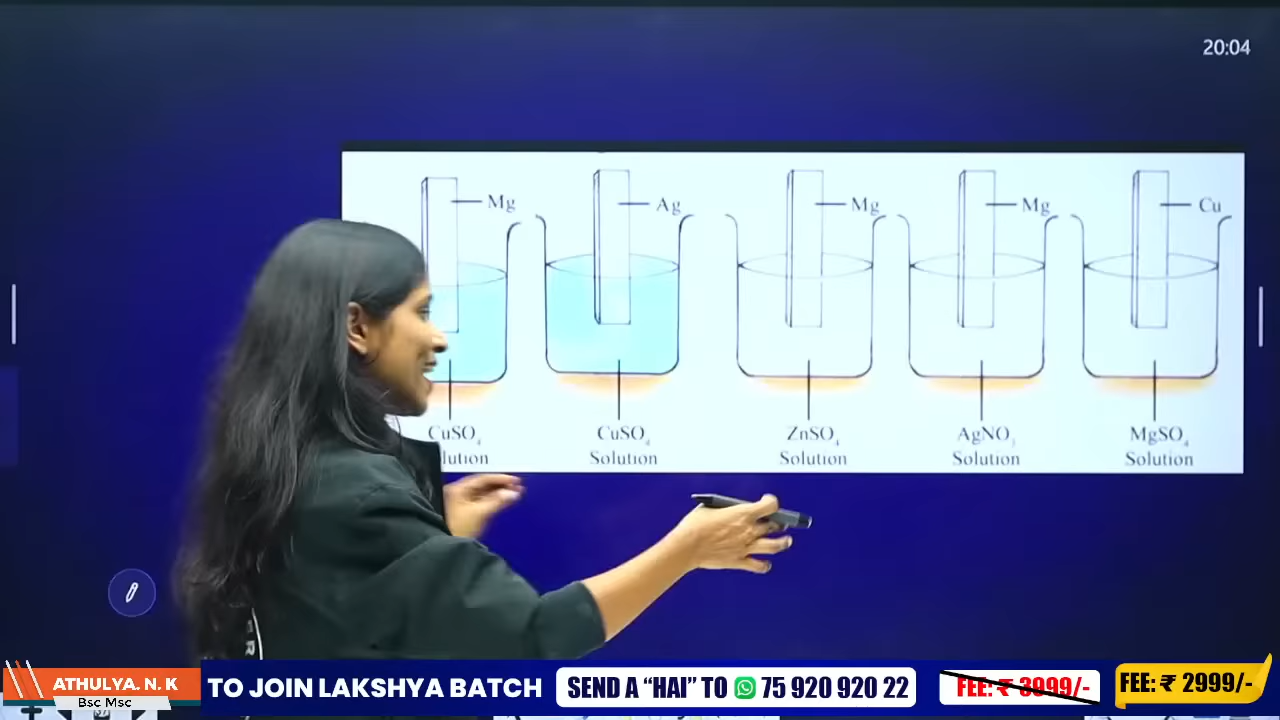 20:04
Mg
Ag
Mg
Mg
Cu
CuSO₄
lution
CuSO₄
Solution
ZnSO₄
Solution
AgNO₃
Solution
MgSO₄
Solution
ATHULYA. N. K
Bsc Msc
TO JOIN LAKSHYA BATCH
SEND A “HAI” TO 75 920 920 22
FEE: ₹ 3999/-
FEE: ₹ 2999/-